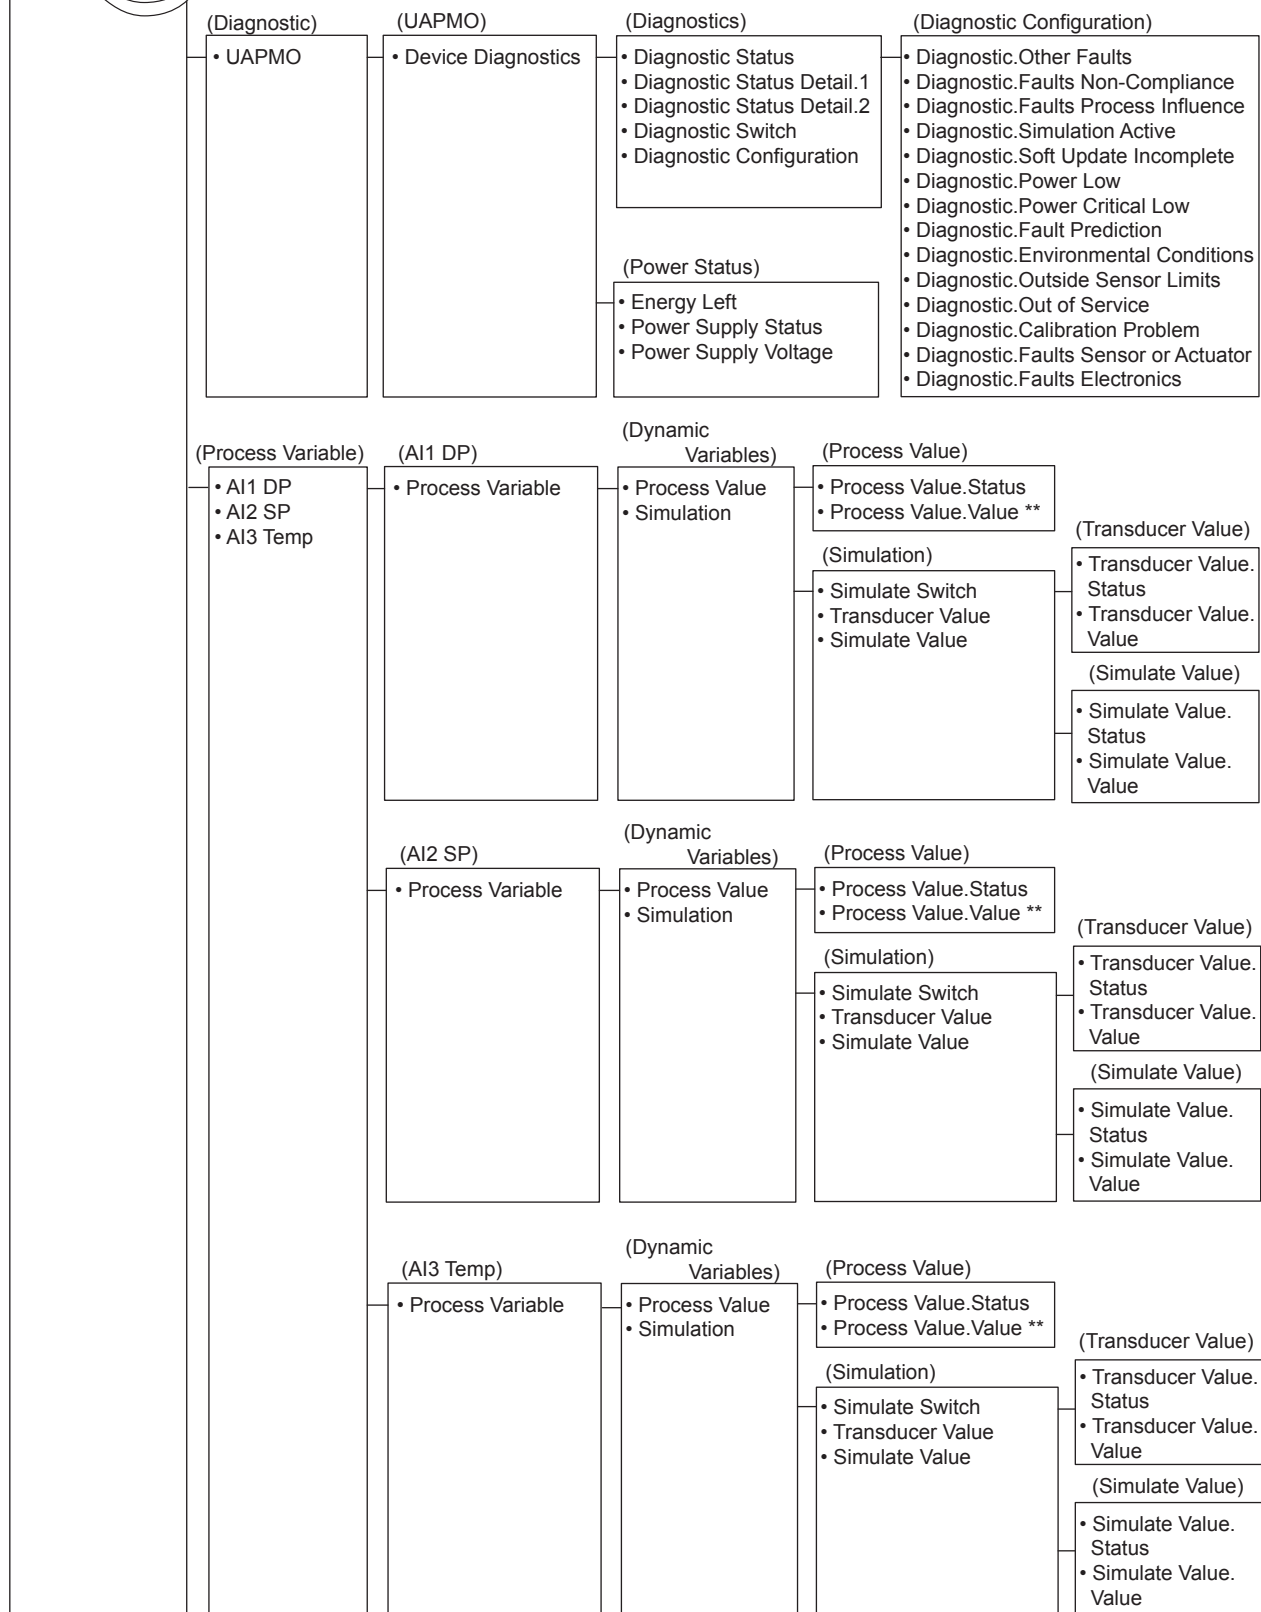 (Diagnostic)
• UAPMO
(UAPMO)
• Device Diagnostics
(Diagnostics)
• Diagnostic Status
• Diagnostic Status Detail.1
• Diagnostic Status Detail.2
• Diagnostic Switch
• Diagnostic Configuration
(Diagnostic Configuration)
• Diagnostic.Other Faults
• Diagnostic.Faults Non-Compliance
• Diagnostic.Faults Process Influence
• Diagnostic.Simulation Active
• Diagnostic.Soft Update Incomplete
• Diagnostic.Power Low
• Diagnostic.Power Critical Low
• Diagnostic.Fault Prediction
• Diagnostic.Environmental Conditions
• Diagnostic.Outside Sensor Limits
• Diagnostic.Out of Service
• Diagnostic.Calibration Problem
• Diagnostic.Faults Sensor or Actuator
• Diagnostic.Faults Electronics
(Power Status)
• Energy Left
• Power Supply Status
• Power Supply Voltage
(Process Variable)
• AI1 DP
• AI2 SP
• AI3 Temp
(AI1 DP)
• Process Variable
(Dynamic
Variables)
• Process Value
• Simulation
(Process Value)
• Process Value.Status
• Process Value.Value **
(Simulation)
• Simulate Switch
• Transducer Value
• Simulate Value
(Transducer Value)
• Transducer Value.
Status
• Transducer Value.
Value
(Simulate Value)
• Simulate Value.
Status
• Simulate Value.
Value
(AI2 SP)
• Process Variable
(Dynamic
Variables)
• Process Value
• Simulation
(Process Value)
• Process Value.Status
• Process Value.Value **
(Simulation)
• Simulate Switch
• Transducer Value
• Simulate Value
(Transducer Value)
• Transducer Value.
Status
• Transducer Value.
Value
(Simulate Value)
• Simulate Value.
Status
• Simulate Value.
Value
(AI3 Temp)
• Process Variable
(Dynamic
Variables)
• Process Value
• Simulation
(Process Value)
• Process Value.Status
• Process Value.Value **
(Simulation)
• Simulate Switch
• Transducer Value
• Simulate Value
(Transducer Value)
• Transducer Value.
Status
• Transducer Value.
Value
(Simulate Value)
• Simulate Value.
Status
• Simulate Value.
Value